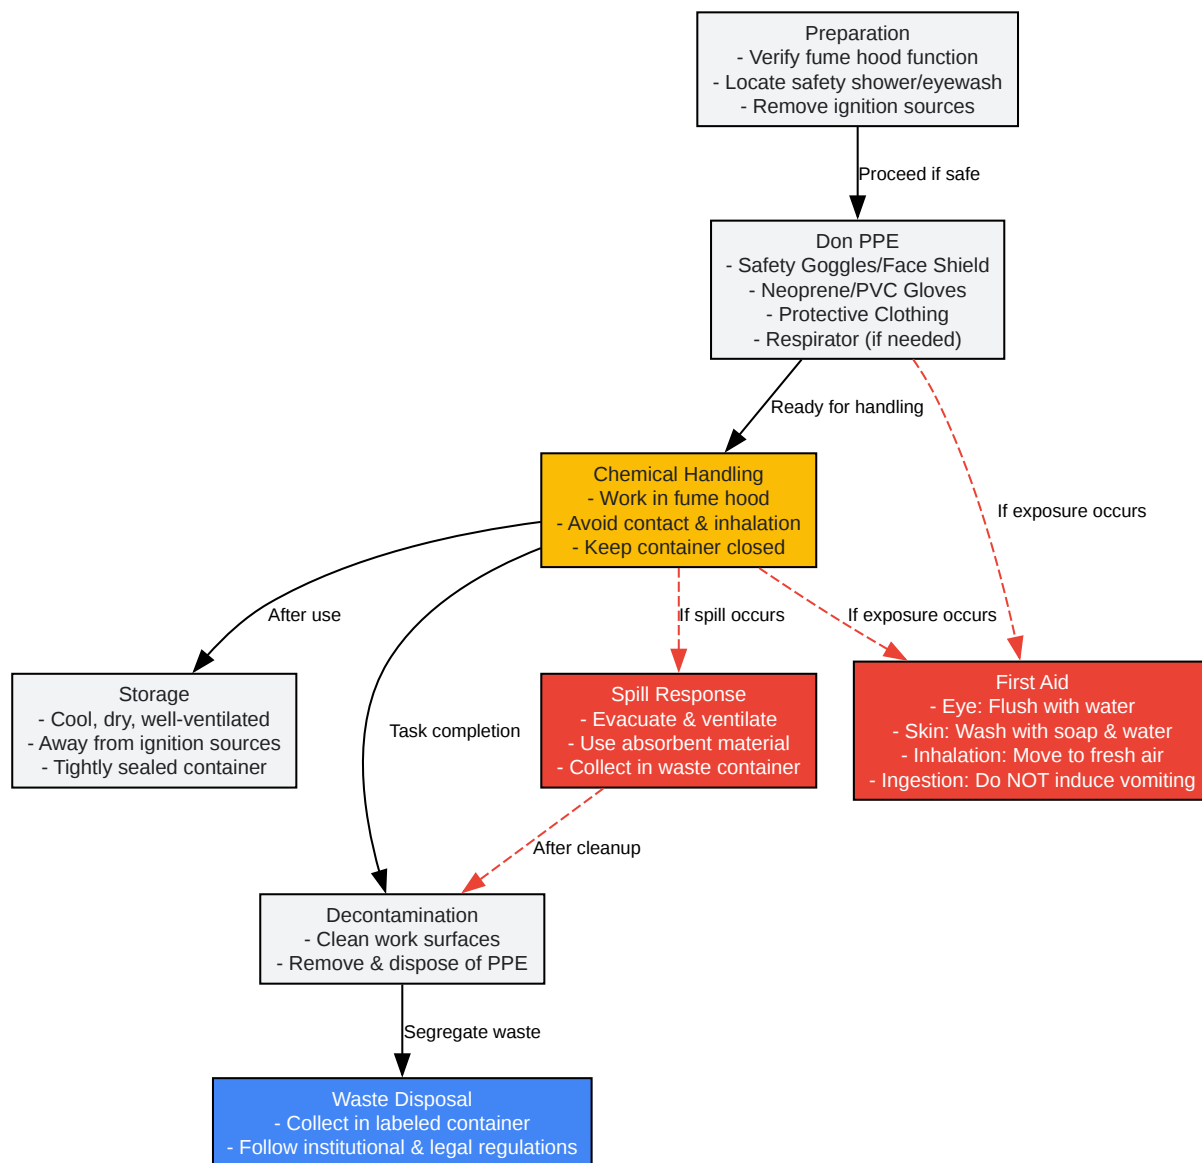 Preparation
- Verify fume hood function
- Locate safety shower/eyewash
- Remove ignition sources
Proceed if safe
Don PPE
- Safety Goggles/Face Shield
- Neoprene/PVC Gloves
- Protective Clothing
- Respirator (if needed)
Ready for handling
If exposure occurs
Chemical Handling
- Work in fume hood
- Avoid contact & inhalation
- Keep container closed
After use
If spill occurs
If exposure occurs
Storage
- Cool, dry, well-ventilated
- Away from ignition sources
- Tightly sealed container
Task completion
Spill Response
- Evacuate & ventilate
- Use absorbent material
- Collect in waste container
First Aid
- Eye: Flush with water
- Skin: Wash with soap & water
- Inhalation: Move to fresh air
- Ingestion: Do NOT induce vomiting
After cleanup
Decontamination
- Clean work surfaces
- Remove & dispose of PPE
Segregate waste
Waste Disposal
- Collect in labeled container
- Follow institutional & legal regulations